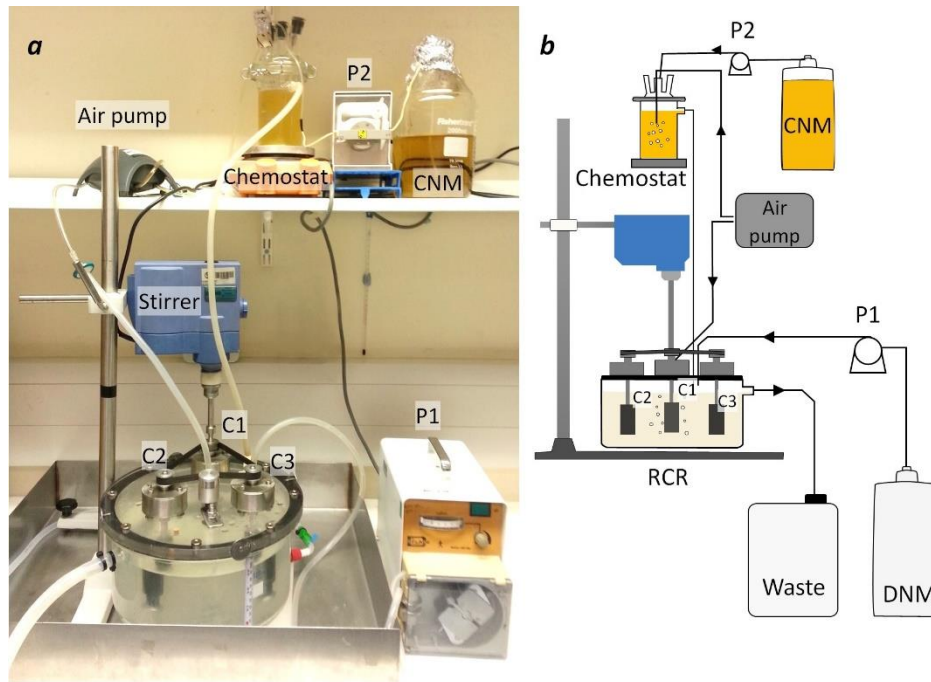 a
P2
Air pump
Fisherbrand
Chemostat
CNM
Stirrer
C1
P1
C2
C3
b
P2
CNM
Chemostat
Air
pump
P1
C1
C2
C3
RCR
Waste
DNM